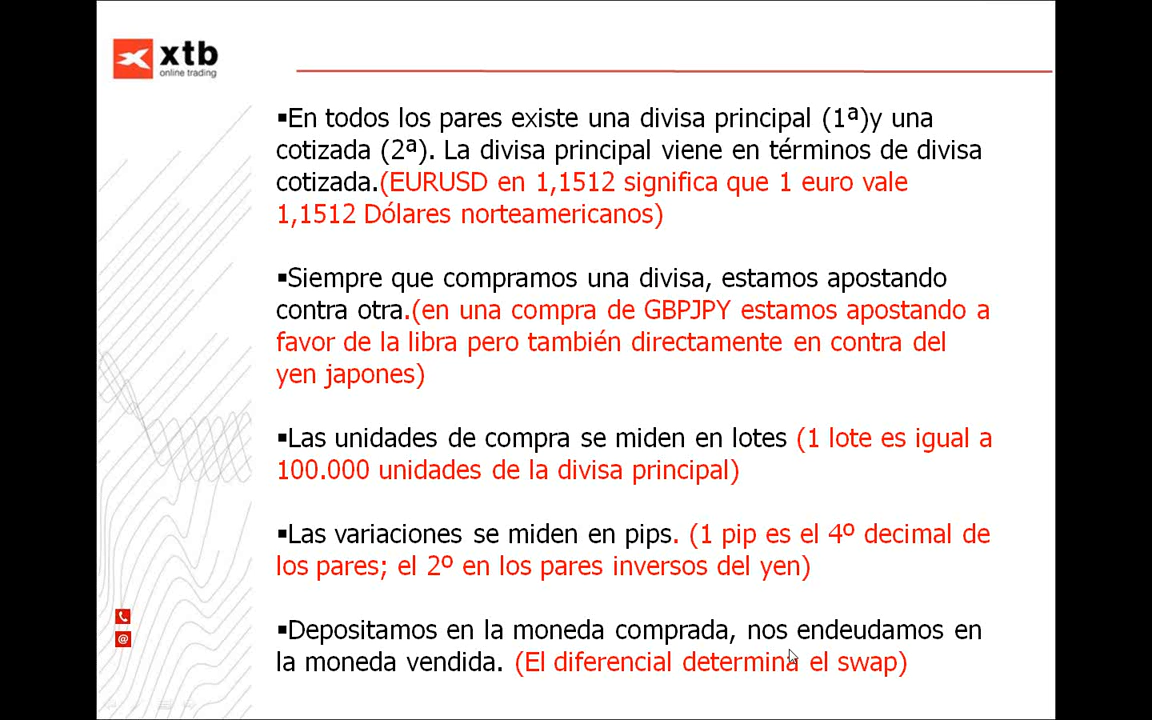 xtb
online trading
▪En todos los pares existe una divisa principal (1ª)y una
cotizada (2ª). La divisa principal viene en términos de divisa
cotizada.(EURUSD en 1,1512 significa que 1 euro vale
1,1512 Dólares norteamericanos)
▪Siempre que compramos una divisa, estamos apostando
contra otra.(en una compra de GBPJPY estamos apostando a
favor de la libra pero también directamente en contra del
yen japones)
▪Las unidades de compra se miden en lotes (1 lote es igual a
100.000 unidades de la divisa principal)
▪Las variaciones se miden en pips. (1 pip es el 4º decimal de
los pares; el 2º en los pares inversos del yen)
▪Depositamos en la moneda comprada, nos endeudamos en
la moneda vendida. (El diferencial determina el swap)